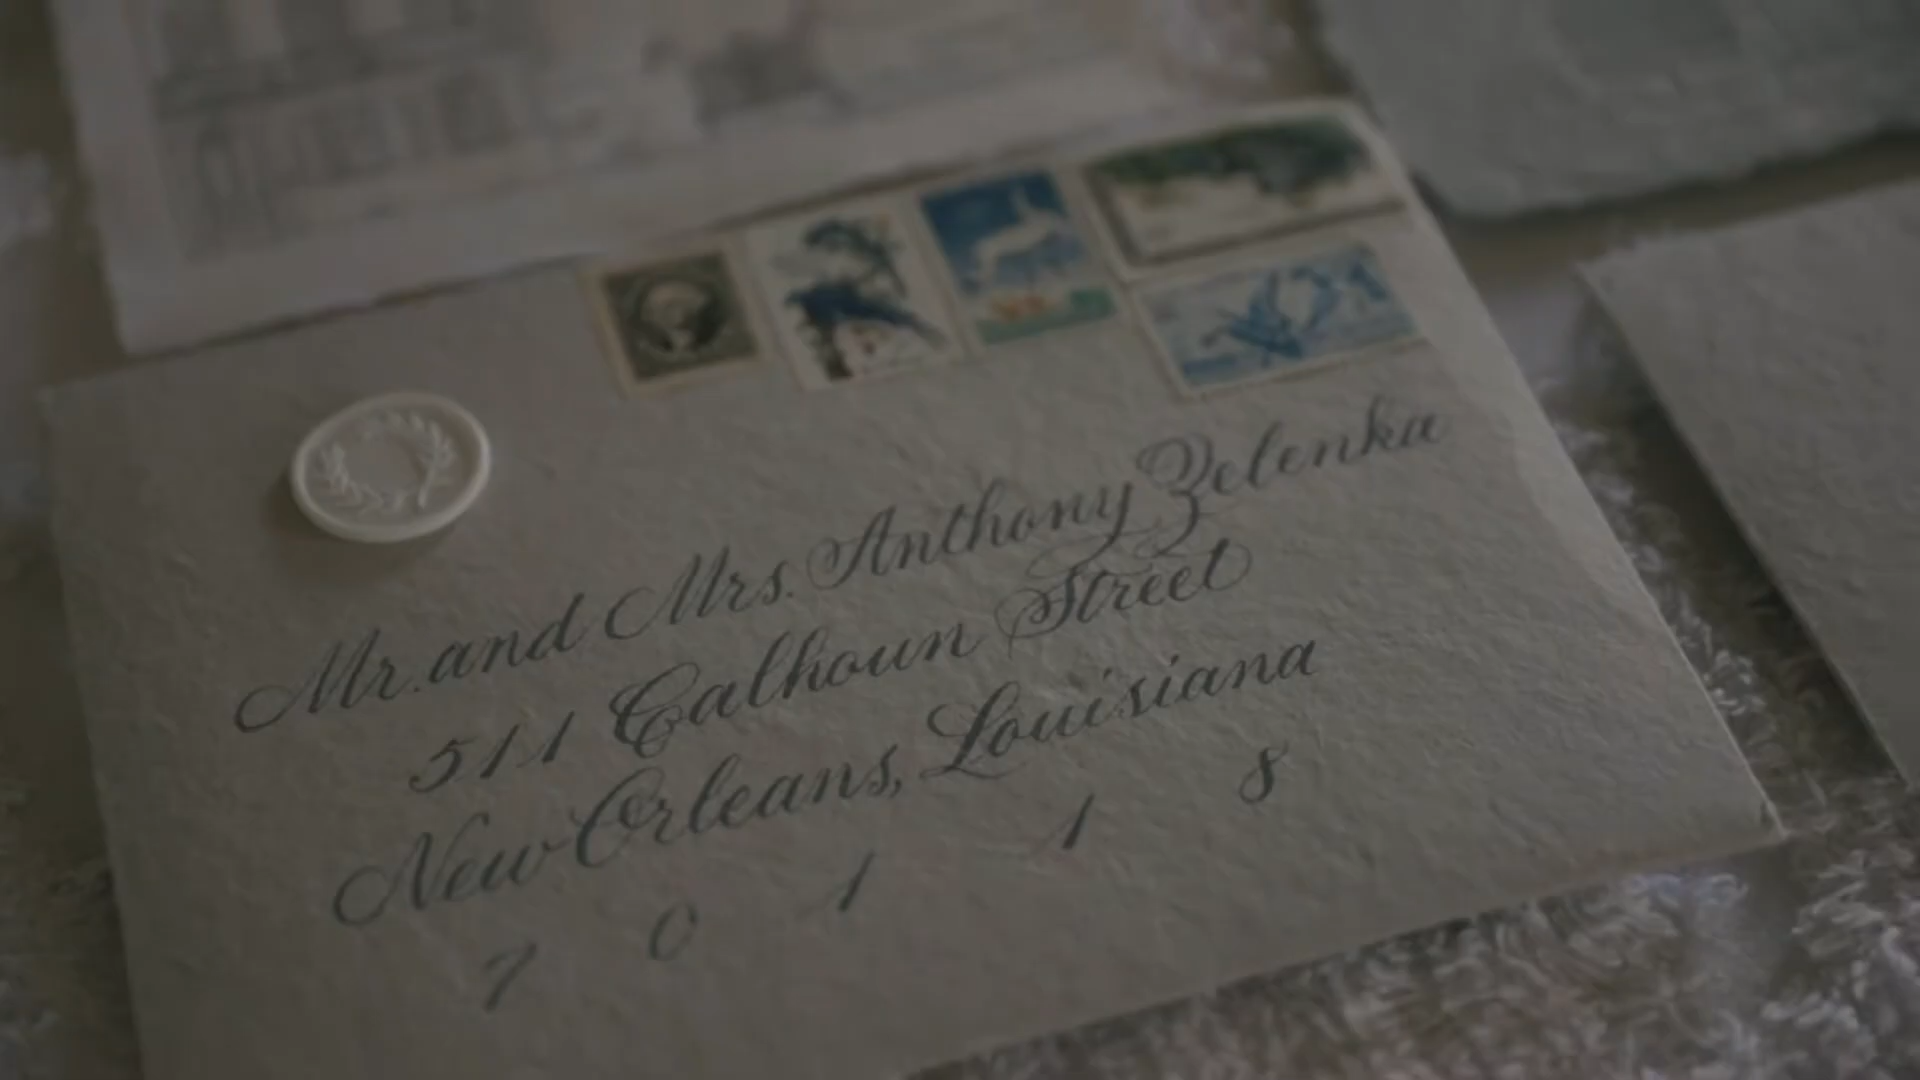 Mr. and Mrs. Anthony Zelenka
511 Calhoun Street
New Orleans, Louisiana
7 0 1 1 8